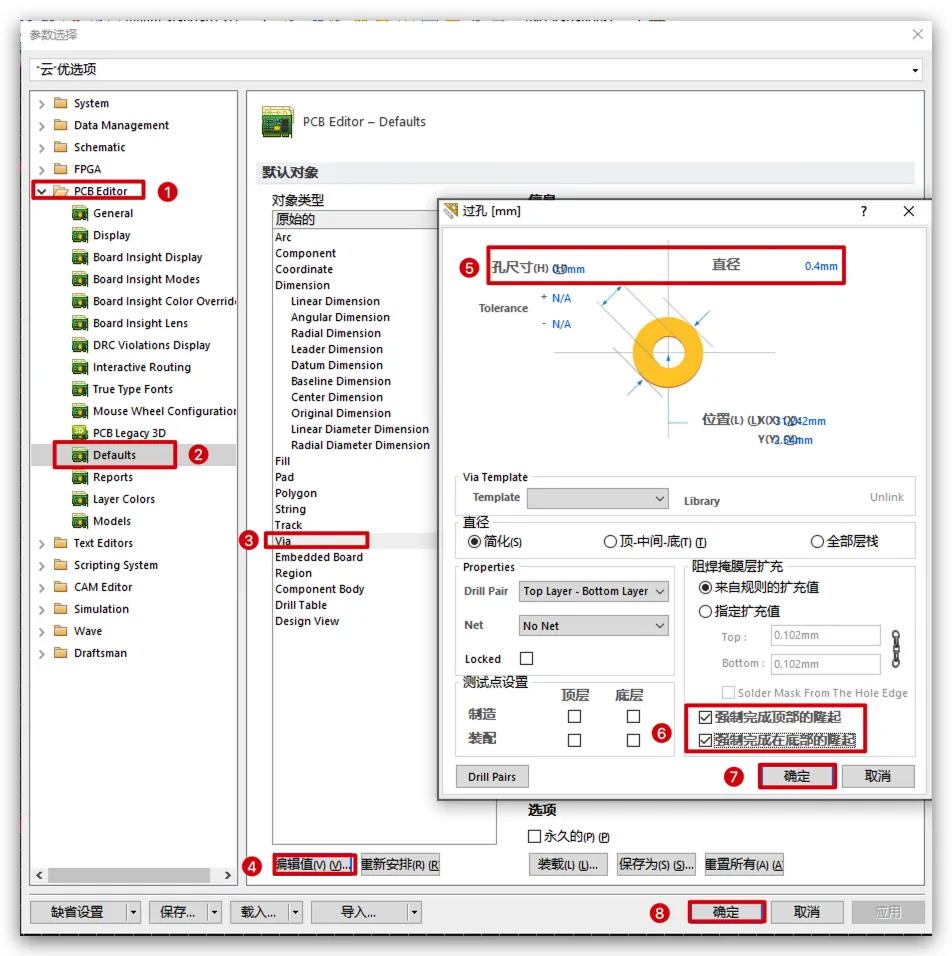 参数选择
"云"优选项
System
Data Management
Schematic
FPGA
PCB Editor
1
General
Display
Board Insight Display
Board Insight Modes
Board Insight Color Override
Board Insight Lens
DRC Violations Display
Interactive Routing
True Type Fonts
Mouse Wheel Configuration
PCB Legacy 3D
Defaults
2
Reports
Layer Colors
Models
Text Editors
Scripting System
CAM Editor
Simulation
Wave
Draftsman
PCB Editor – Defaults
默认对象
对象类型
原始的
Arc
Component
Coordinate
Dimension
Linear Dimension
Angular Dimension
Radial Dimension
Leader Dimension
Datum Dimension
Baseline Dimension
Center Dimension
Original Dimension
Linear Diameter Dimension
Radial Diameter Dimension
Fill
Pad
Polygon
String
Track
3
Via
Embedded Board
Region
Component Body
Drill Table
Design View
4
编辑值(V) (V)...
重新安排(R) (R
信息
过孔 [mm]
?
5
孔尺寸(H)
直径
0.4mm
Tolerance
+ N/A
- N/A
位置(L)
Via Template
Template
Library
Unlink
直径
简化(S)
顶-中间-底(T) (T)
全部层栈
Properties
Drill Pair
Top Layer - Bottom Layer
Net
No Net
Locked
阻焊掩膜层扩充
来自规则的扩充值
指定扩充值
Top :
0.102mm
Bottom :
0.102mm
Solder Mask From The Hole Edge
6
强制完成顶部的隆起
强制完成在底部的隆起
测试点设置
顶层
底层
制造
装配
Drill Pairs
7
确定
取消
选项
永久的(P) (P)
装载(L) (L)...
保存为(S) (S)...
重置所有(A) (A)
缺省设置
保存...
载入...
导入...
8
确定
取消
应用